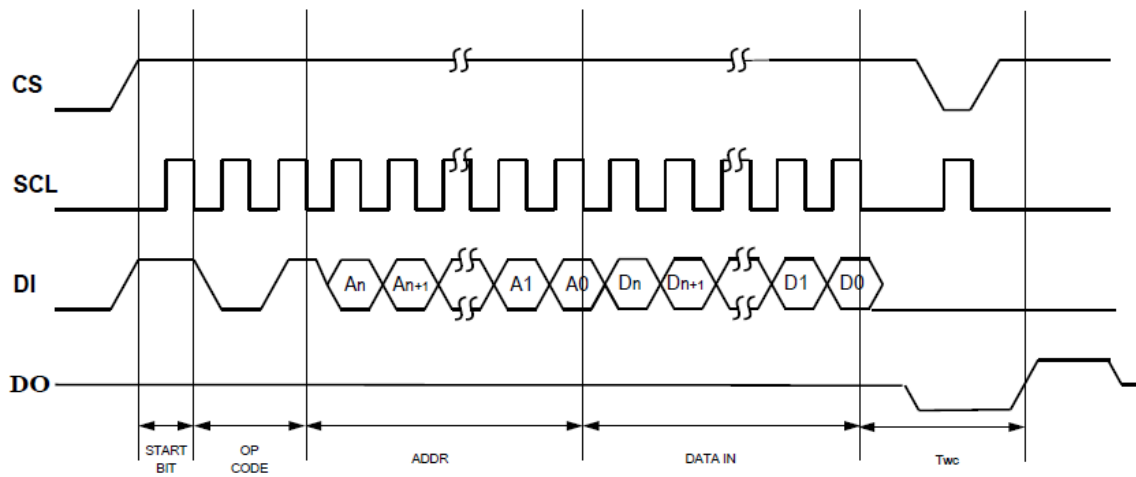 CS
SCL
DI
An An+1 A1 A0 Dn Dn+1 D1 D0
DO
START BIT
OP CODE
ADDR
DATA IN
Twc